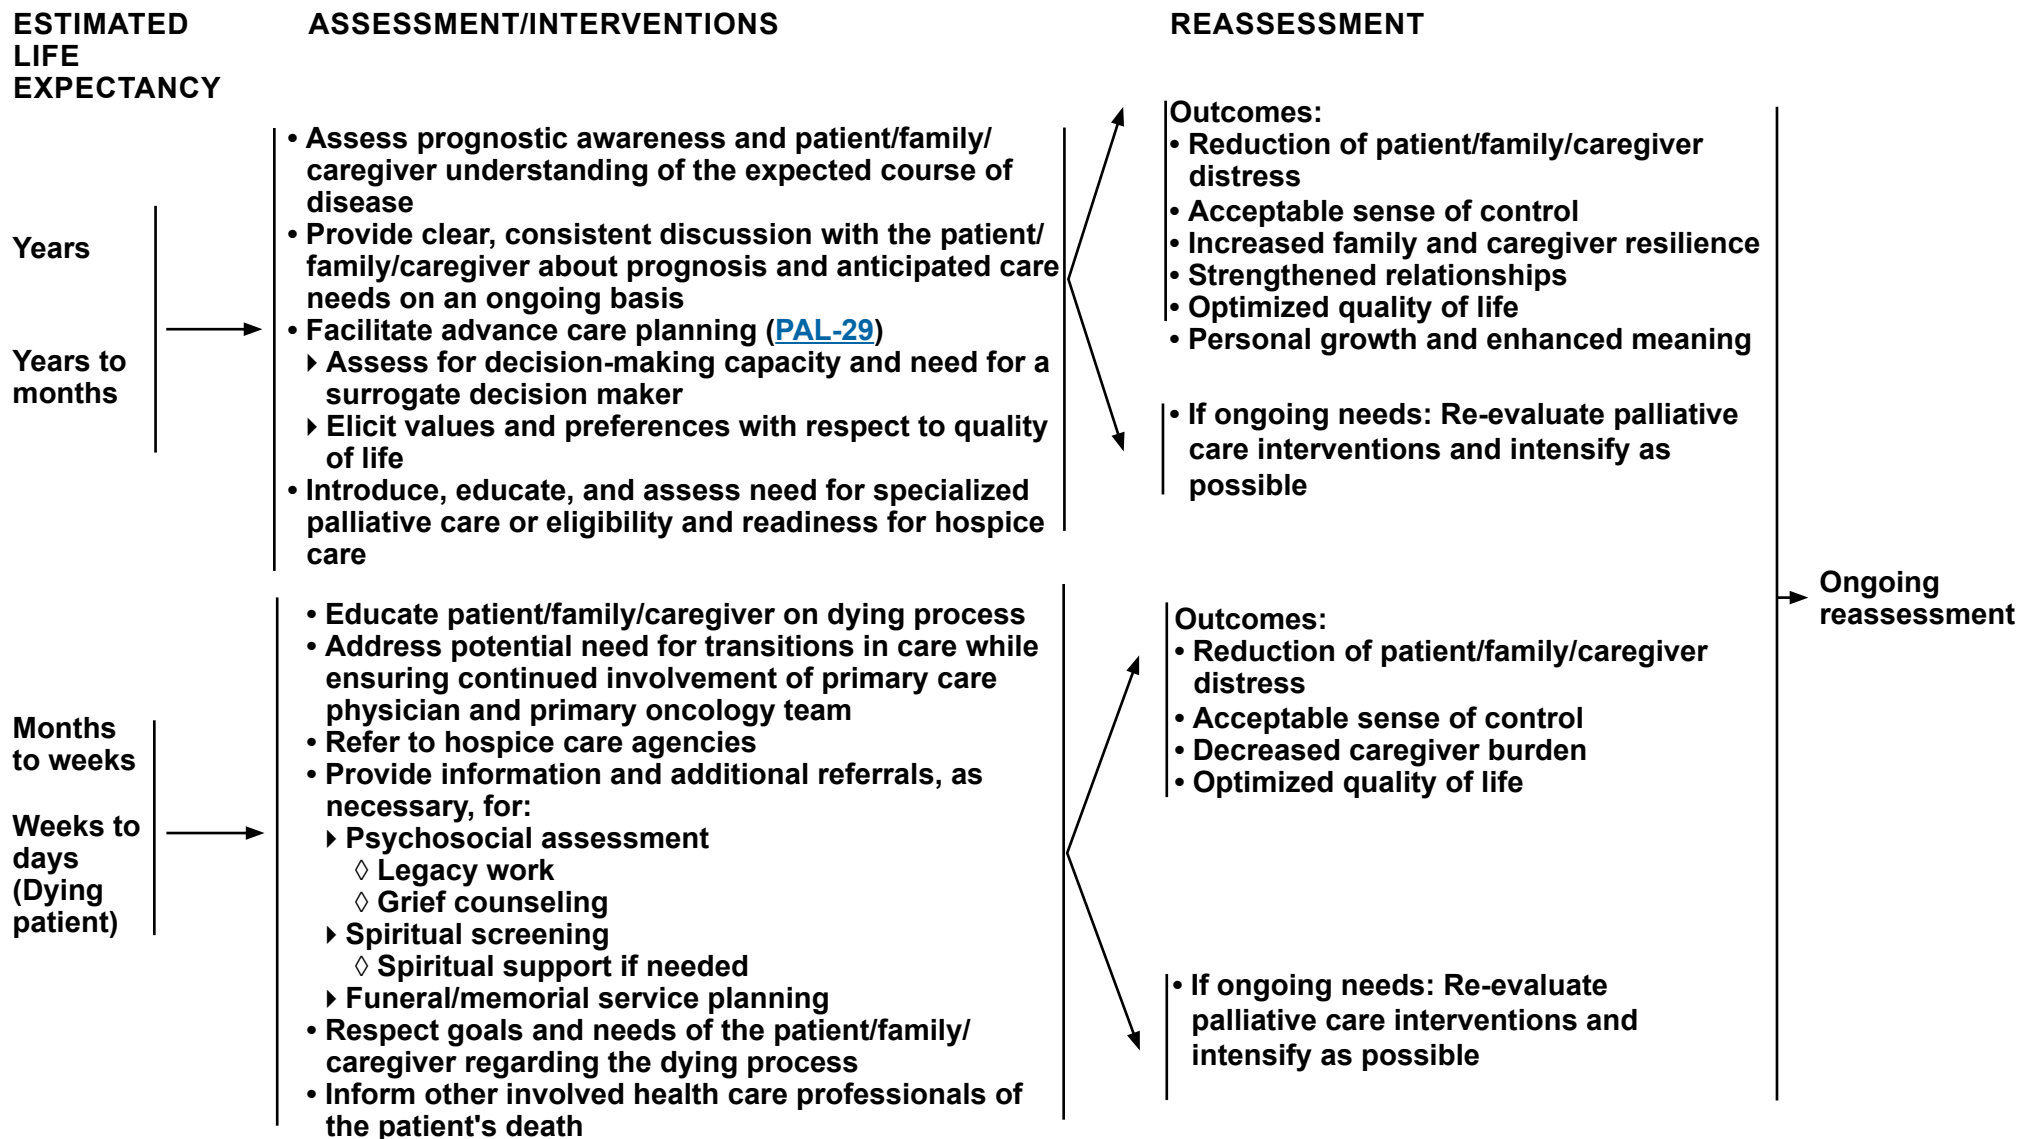 ESTIMATED
LIFE
EXPECTANCY
ASSESSMENT/INTERVENTIONS
REASSESSMENT
Years
Years to
months
• Assess prognostic awareness and patient/family/
caregiver understanding of the expected course of
disease
• Provide clear, consistent discussion with the patient/
family/caregiver about prognosis and anticipated care
needs on an ongoing basis
• Facilitate advance care planning (PAL-29)
▸ Assess for decision-making capacity and need for a
surrogate decision maker
▸ Elicit values and preferences with respect to quality
of life
• Introduce, educate, and assess need for specialized
palliative care or eligibility and readiness for hospice
care
Outcomes:
• Reduction of patient/family/caregiver
distress
• Acceptable sense of control
• Increased family and caregiver resilience
• Strengthened relationships
• Optimized quality of life
• Personal growth and enhanced meaning
• If ongoing needs: Re-evaluate palliative
care interventions and intensify as
possible
Months
to weeks
Weeks to
days
(Dying
patient)
• Educate patient/family/caregiver on dying process
• Address potential need for transitions in care while
ensuring continued involvement of primary care
physician and primary oncology team
• Refer to hospice care agencies
• Provide information and additional referrals, as
necessary, for:
▸ Psychosocial assessment
◊ Legacy work
◊ Grief counseling
▸ Spiritual screening
◊ Spiritual support if needed
▸ Funeral/memorial service planning
• Respect goals and needs of the patient/family/
caregiver regarding the dying process
• Inform other involved health care professionals of
the patient's death
Outcomes:
• Reduction of patient/family/caregiver
distress
• Acceptable sense of control
• Decreased caregiver burden
• Optimized quality of life
• If ongoing needs: Re-evaluate
palliative care interventions and
intensify as possible
Ongoing
reassessment